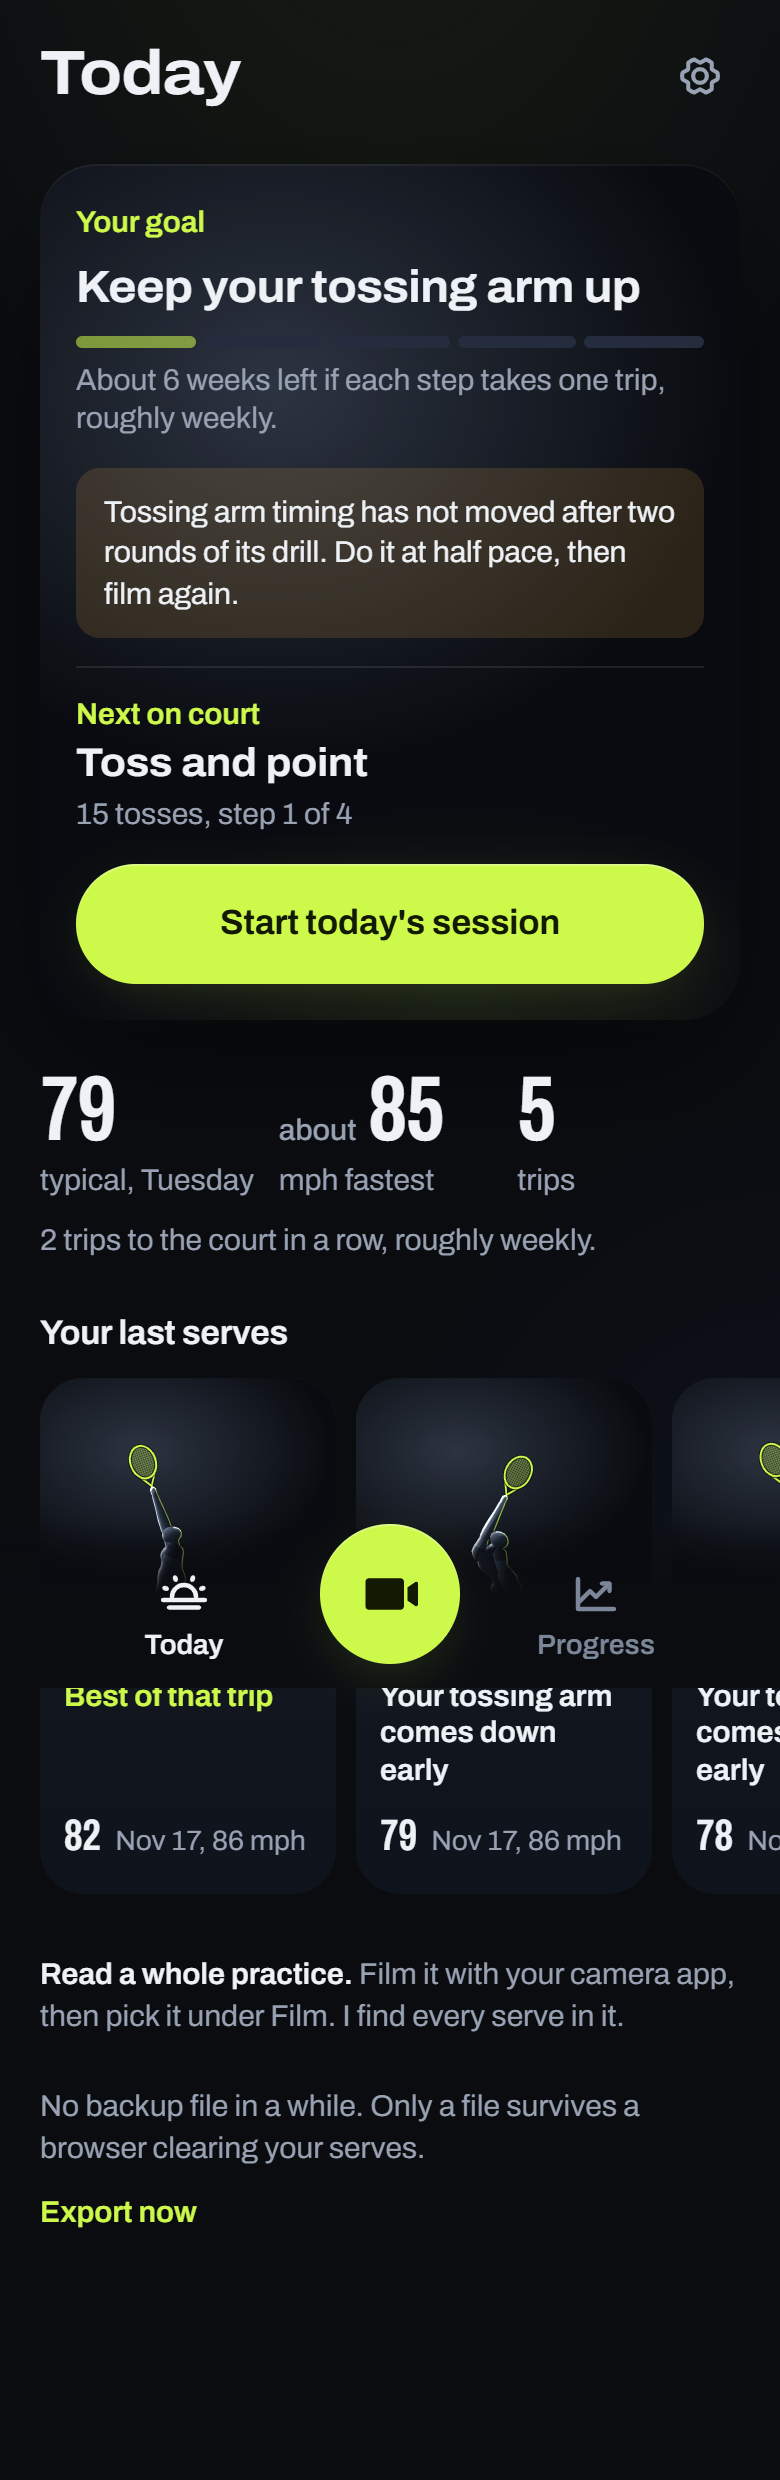 Today
Your goal
Keep your tossing arm up
About 6 weeks left if each step takes one trip,
roughly weekly.
Tossing arm timing has not moved after two
rounds of its drill. Do it at half pace, then
film again.
Next on court
Toss and point
15 tosses, step 1 of 4
Start today's session
79
typical, Tuesday
about 85
mph fastest
5
trips
2 trips to the court in a row, roughly weekly.
Your last serves
Today
Progress
Best of that trip
82 Nov 17, 86 mph
Your tossing arm
comes down
early
79 Nov 17, 86 mph
Your
comes
early
78
Read a whole practice. Film it with your camera app,
then pick it under Film. I find every serve in it.
No backup file in a while. Only a file survives a
browser clearing your serves.
Export now